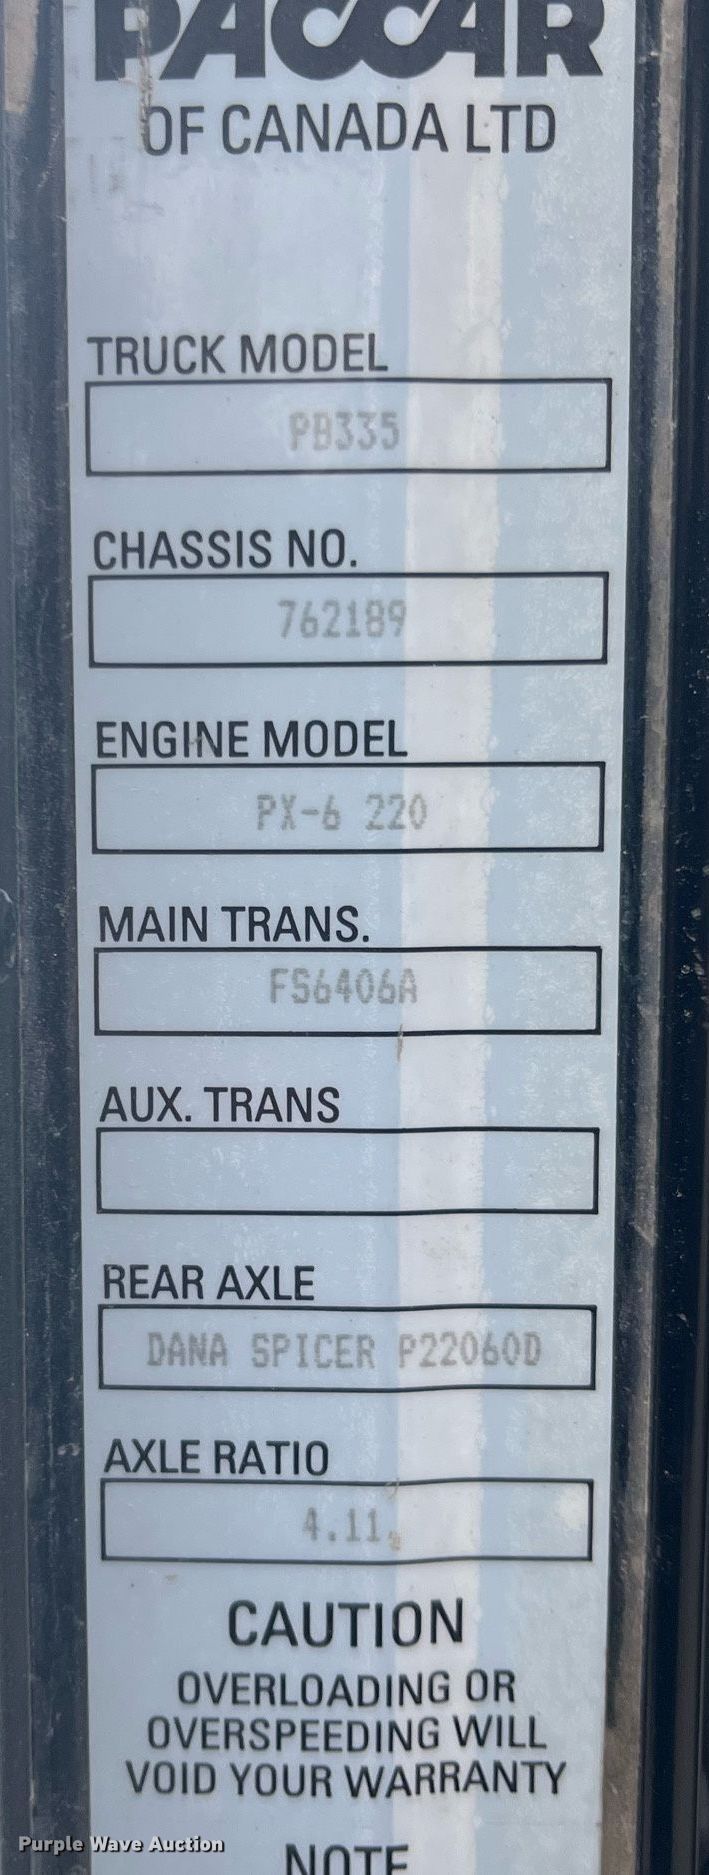 PACCAR
OF CANADA LTD
TRUCK MODEL
PB335
CHASSIS NO.
762189
ENGINE MODEL
PX-6 220
MAIN TRANS.
FS6406A
AUX. TRANS
REAR AXLE
DANA SPICER P22060D
AXLE RATIO
4.11
CAUTION
OVERLOADING OR
OVERSPEEDING WILL
VOID YOUR WARRANTY
NOTE
Purple Wave Auction